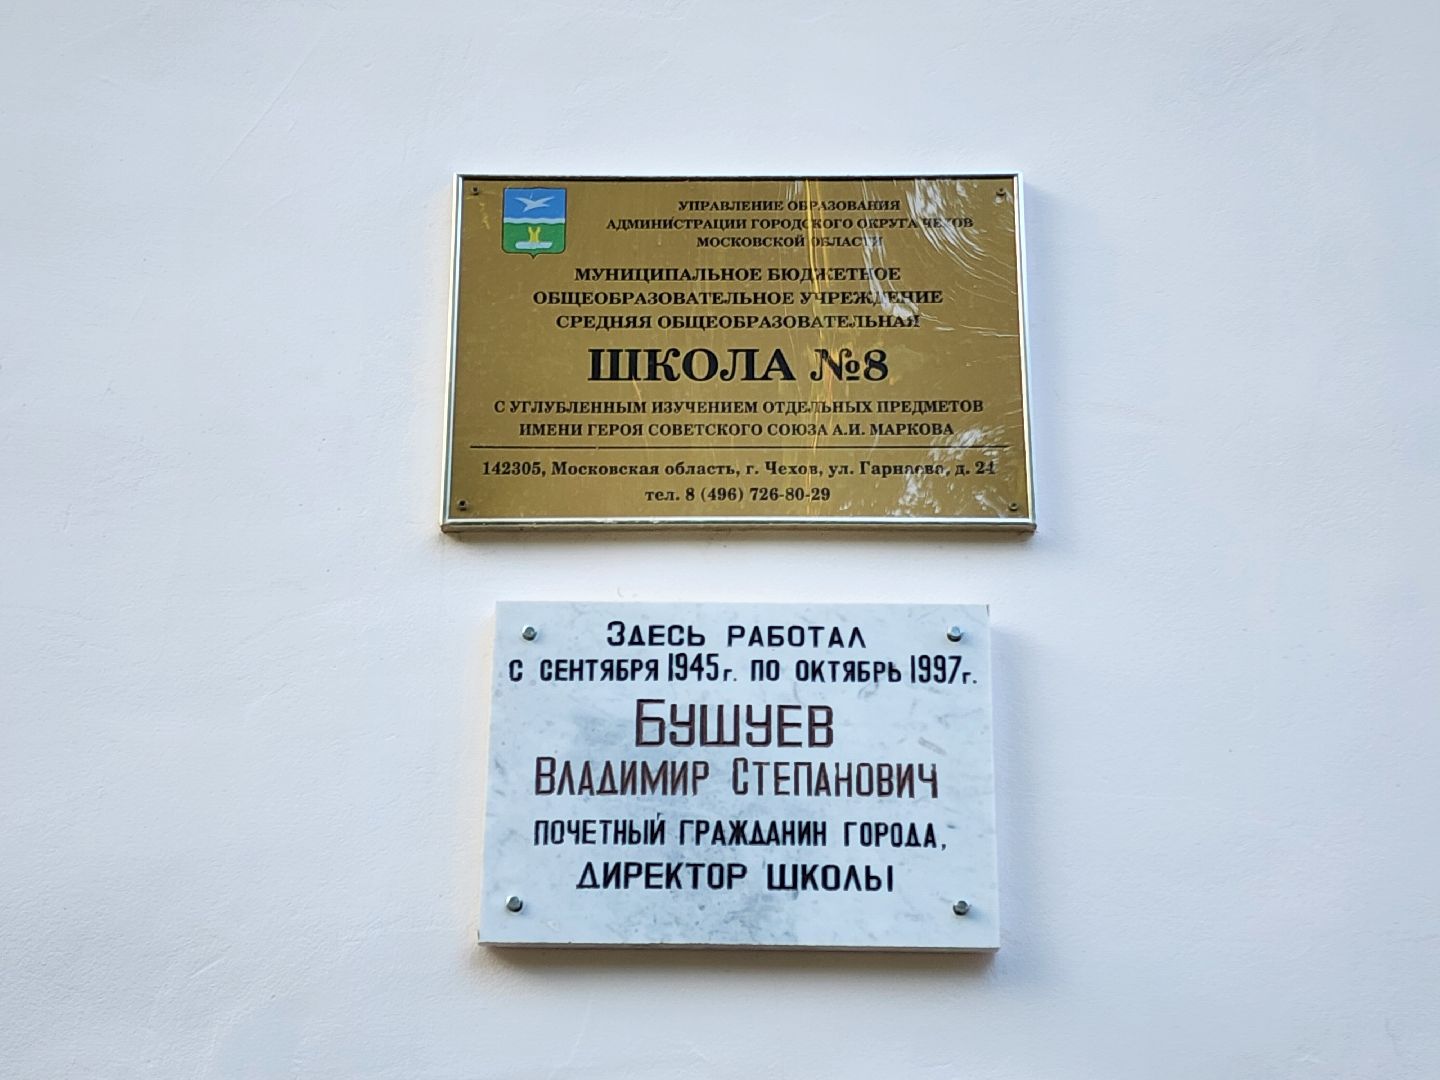 УПРАВЛЕНИЕ ОБРАЗОВАНИЯ
АДМИНИСТРАЦИИ ГОРОДСКОГО ОКРУГА ЧЕХОВ
МОСКОВСКОЙ ОБЛАСТИ
МУНИЦИПАЛЬНОЕ БЮДЖЕТНОЕ
ОБЩЕОБРАЗОВАТЕЛЬНОЕ УЧРЕЖДЕНИЕ
СРЕДНЯЯ ОБЩЕОБРАЗОВАТЕЛЬНАЯ
ШКОЛА №8
С УГЛУБЛЕННЫМ ИЗУЧЕНИЕМ ОТДЕЛЬНЫХ ПРЕДМЕТОВ
ИМЕНИ ГЕРОЯ СОВЕТСКОГО СОЮЗА А.И. МАРКОВА
142305, Московская область, г. Чехов, ул. Гарнаева, д. 24
тел. 8 (496) 726-80-29
ЗДЕСЬ РАБОТАЛ
С СЕНТЯБРЯ 1945г. ПО ОКТЯБРЬ 1997г.
БУШУЕВ
ВЛАДИМИР СТЕПАНОВИЧ
ПОЧЕТНЫЙ ГРАЖДАНИН ГОРОДА,
ДИРЕКТОР ШКОЛЫ